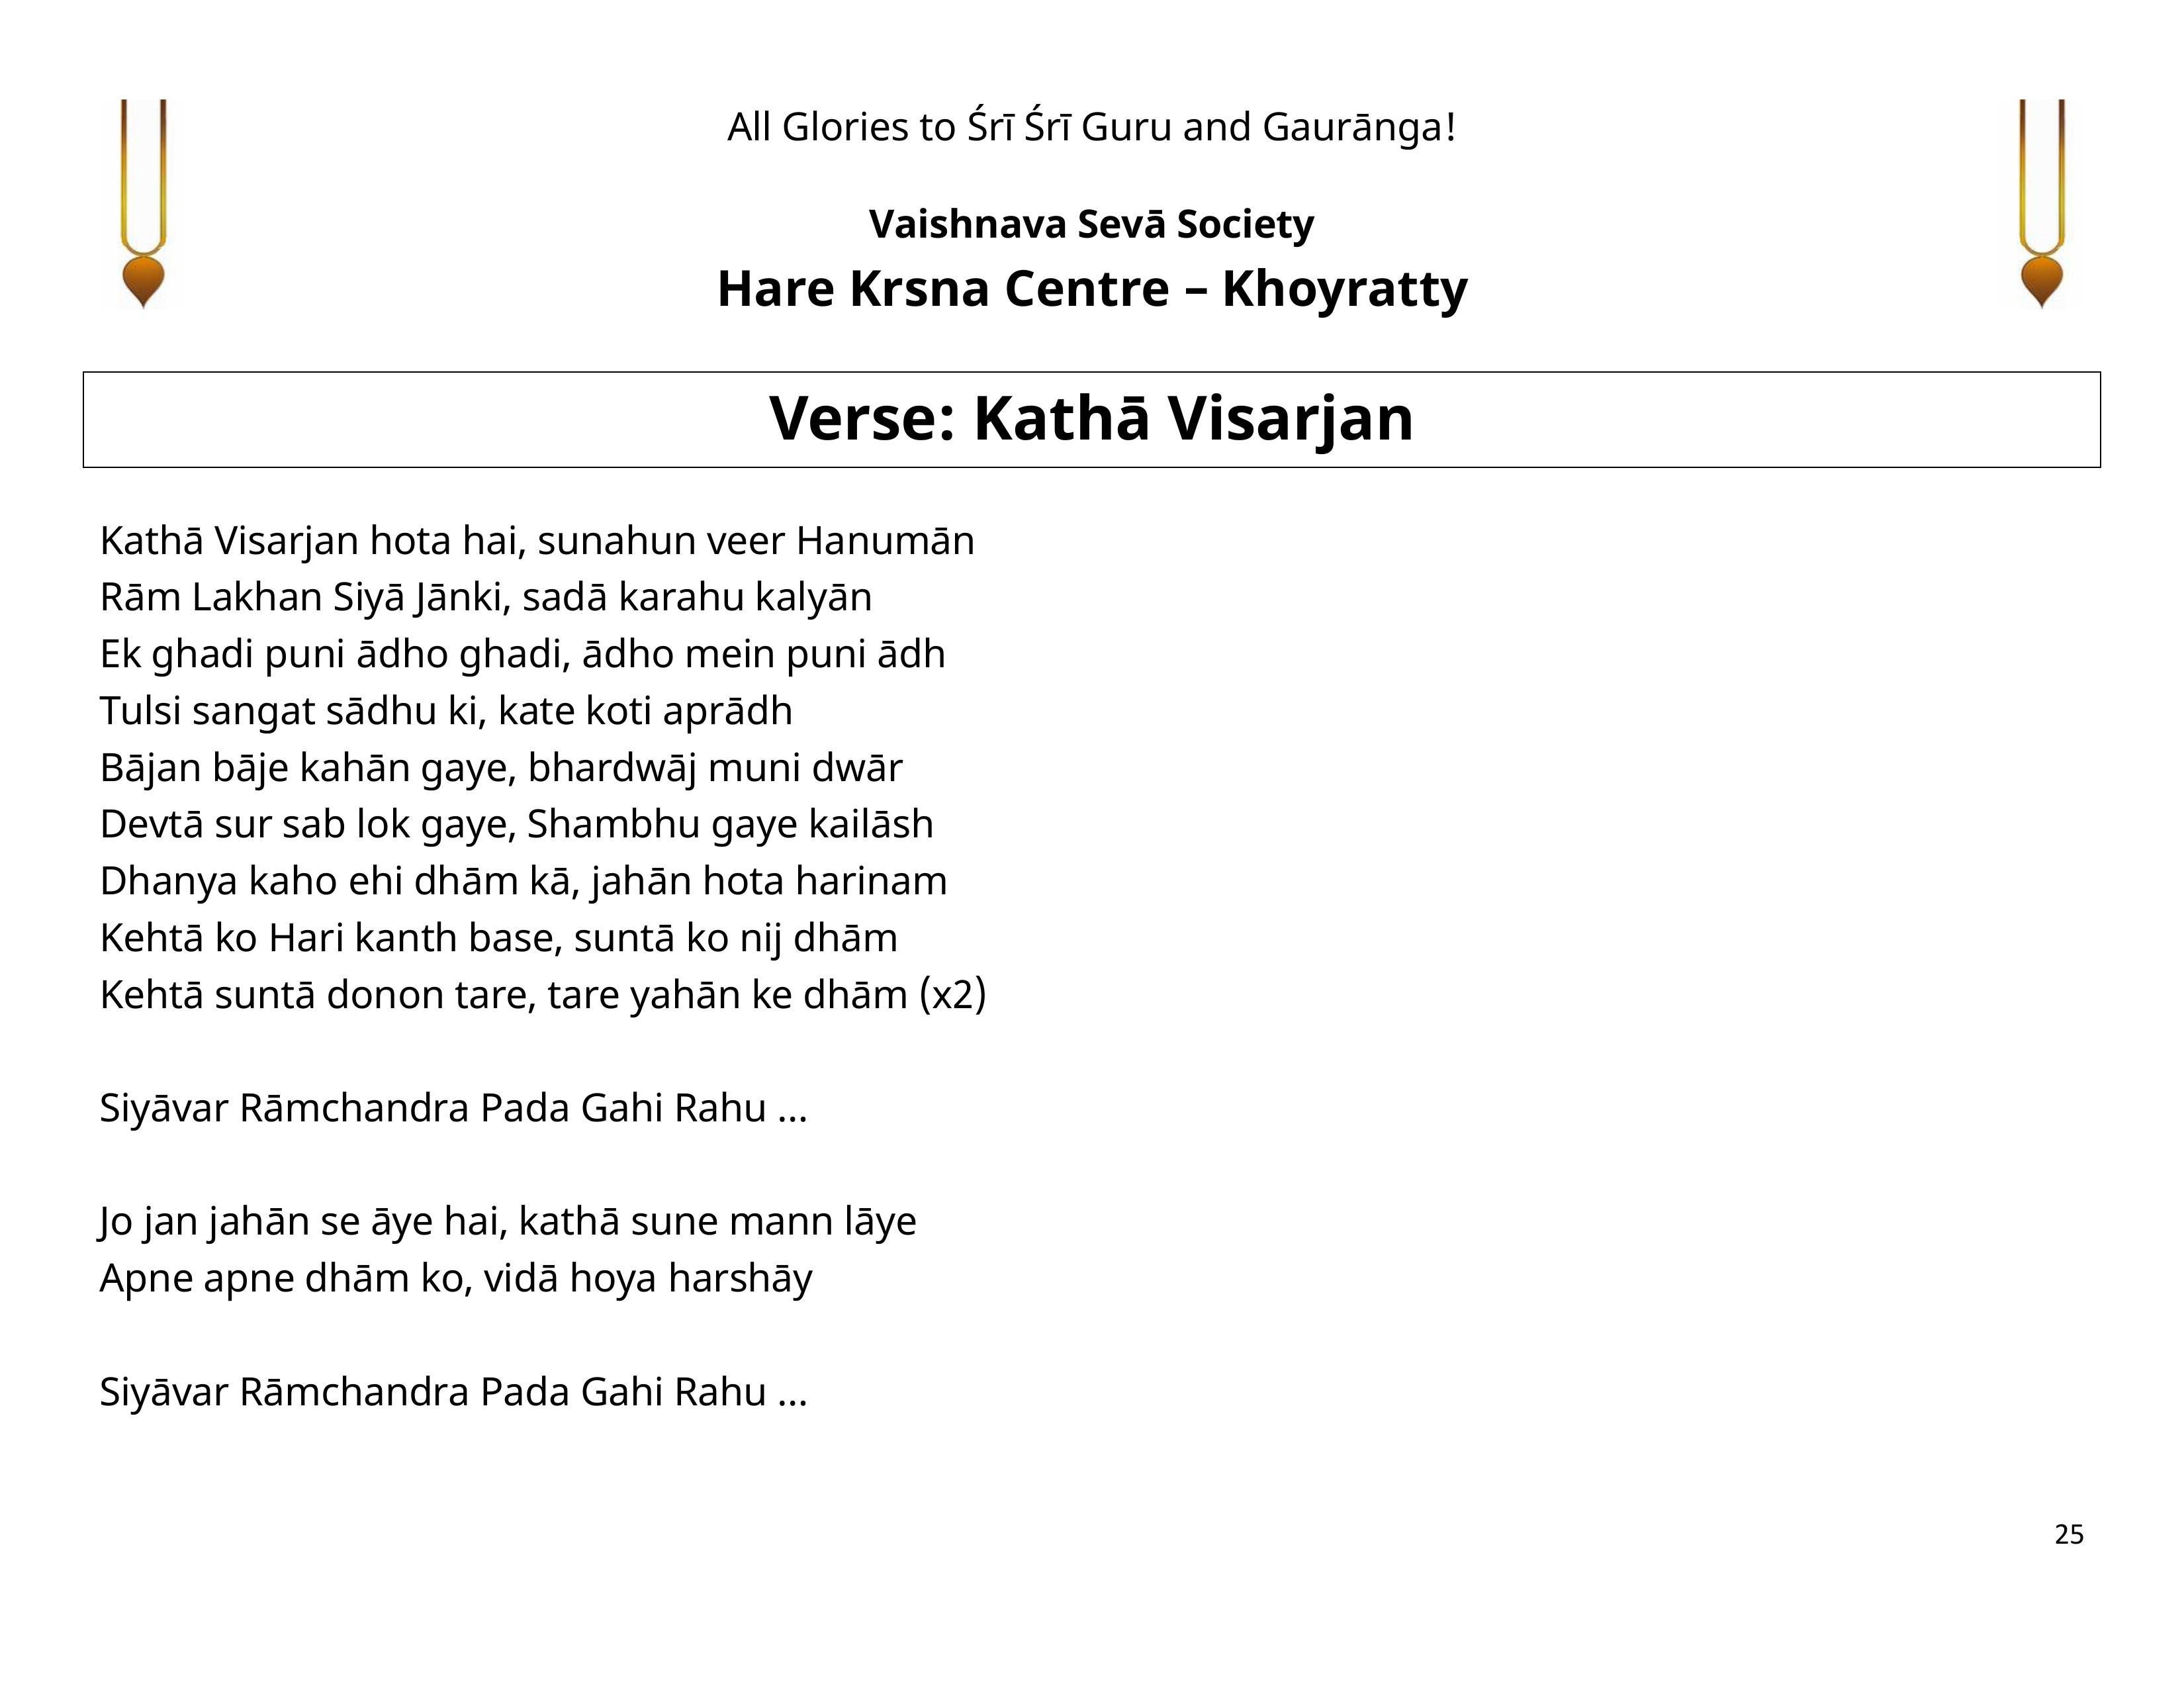 All Glories to Śrī Śrī Guru and Gaurānga!
Vaishnava Sevā Society
Hare Krsna Centre – Khoyratty
Verse: Kathā Visarjan
Kathā Visarjan hota hai, sunahun veer Hanumān
Rām Lakhan Siyā Jānki, sadā karahu kalyān
Ek ghadi puni ādho ghadi, ādho mein puni ādh
Tulsi sangat sādhu ki, kate koti aprādh
Bājan bāje kahān gaye, bhardwāj muni dwār
Devtā sur sab lok gaye, Shambhu gaye kailāsh
Dhanya kaho ehi dhām kā, jahān hota harinam
Kehtā ko Hari kanth base, suntā ko nij dhām
Kehtā suntā donon tare, tare yahān ke dhām (x2)
Siyāvar Rāmchandra Pada Gahi Rahu ...
Jo jan jahān se āye hai, kathā sune mann lāye
Apne apne dhām ko, vidā hoya harshāy
Siyāvar Rāmchandra Pada Gahi Rahu ...
25